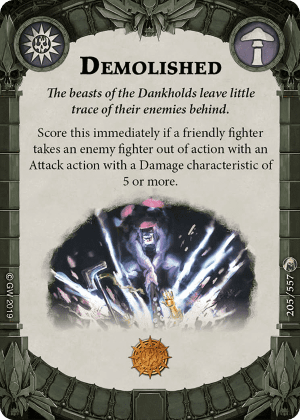 DEMOLISHED
The beasts of the Dankholds leave little
trace of their enemies behind.
Score this immediately if a friendly fighter
takes an enemy fighter out of action with an
Attack action with a Damage characteristic of
5 or more.
© GW 2019
205/557